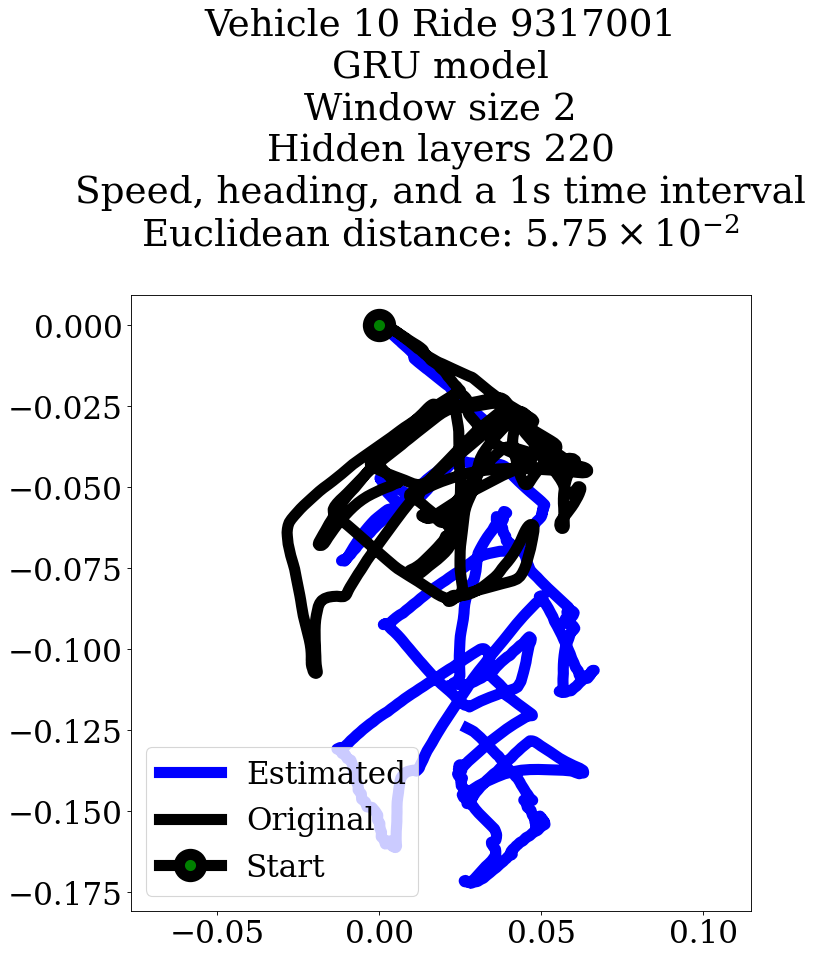 Vehicle 10 Ride 9317001
GRU model
Window size 2
Hidden layers 220
Speed, heading, and a 1s time interval
Euclidean distance: 5.75 × 10⁻²
0.000
−0.025
−0.050
−0.075
−0.100
−0.125
−0.150
−0.175
Estimated
Original
Start
−0.05 0.00 0.05 0.10